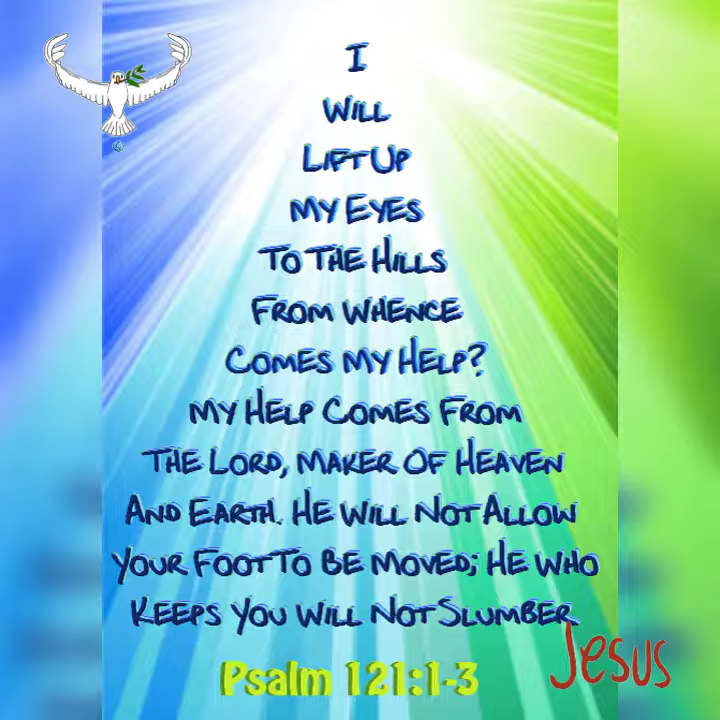 I
WILL
LIFT UP
MY EYES
TO THE HILLS
FROM WHENCE
COMES MY HELP?
MY HELP COMES FROM
THE LORD, MAKER OF HEAVEN
AND EARTH. HE WILL NOT ALLOW
YOUR FOOT TO BE MOVED; HE WHO
KEEPS YOU WILL NOT SLUMBER
Jesus
Psalm 121:1-3